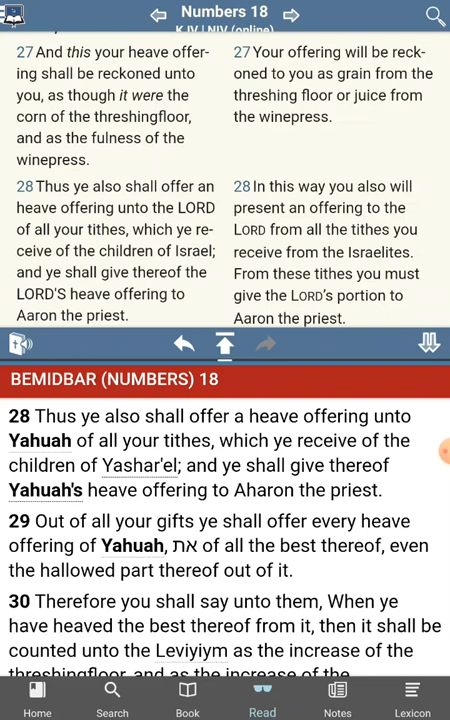 Numbers 18
KJV | NIV (online)
27 And this your heave offer-
ing shall be reckoned unto
you, as though it were the
corn of the threshingfloor,
and as the fulness of the
winepress.
28 Thus ye also shall offer an
heave offering unto the LORD
of all your tithes, which ye re-
ceive of the children of Israel;
and ye shall give thereof the
LORD'S heave offering to
Aaron the priest.
27 Your offering will be reck-
oned to you as grain from the
threshing floor or juice from
the winepress.
28 In this way you also will
present an offering to the
LORD from all the tithes you
receive from the Israelites.
From these tithes you must
give the LORD’s portion to
Aaron the priest.
BEMIDBAR (NUMBERS) 18
28 Thus ye also shall offer a heave offering unto
Yahuah of all your tithes, which ye receive of the
children of Yashar'el; and ye shall give thereof
Yahuah's heave offering to Aharon the priest.
29 Out of all your gifts ye shall offer every heave
offering of Yahuah, את of all the best thereof, even
the hallowed part thereof out of it.
30 Therefore you shall say unto them, When ye
have heaved the best thereof from it, then it shall be
counted unto the Leviyiym as the increase of the
threshingfloor, and as the increase of the
Home
Search
Book
Read
Notes
Lexicon